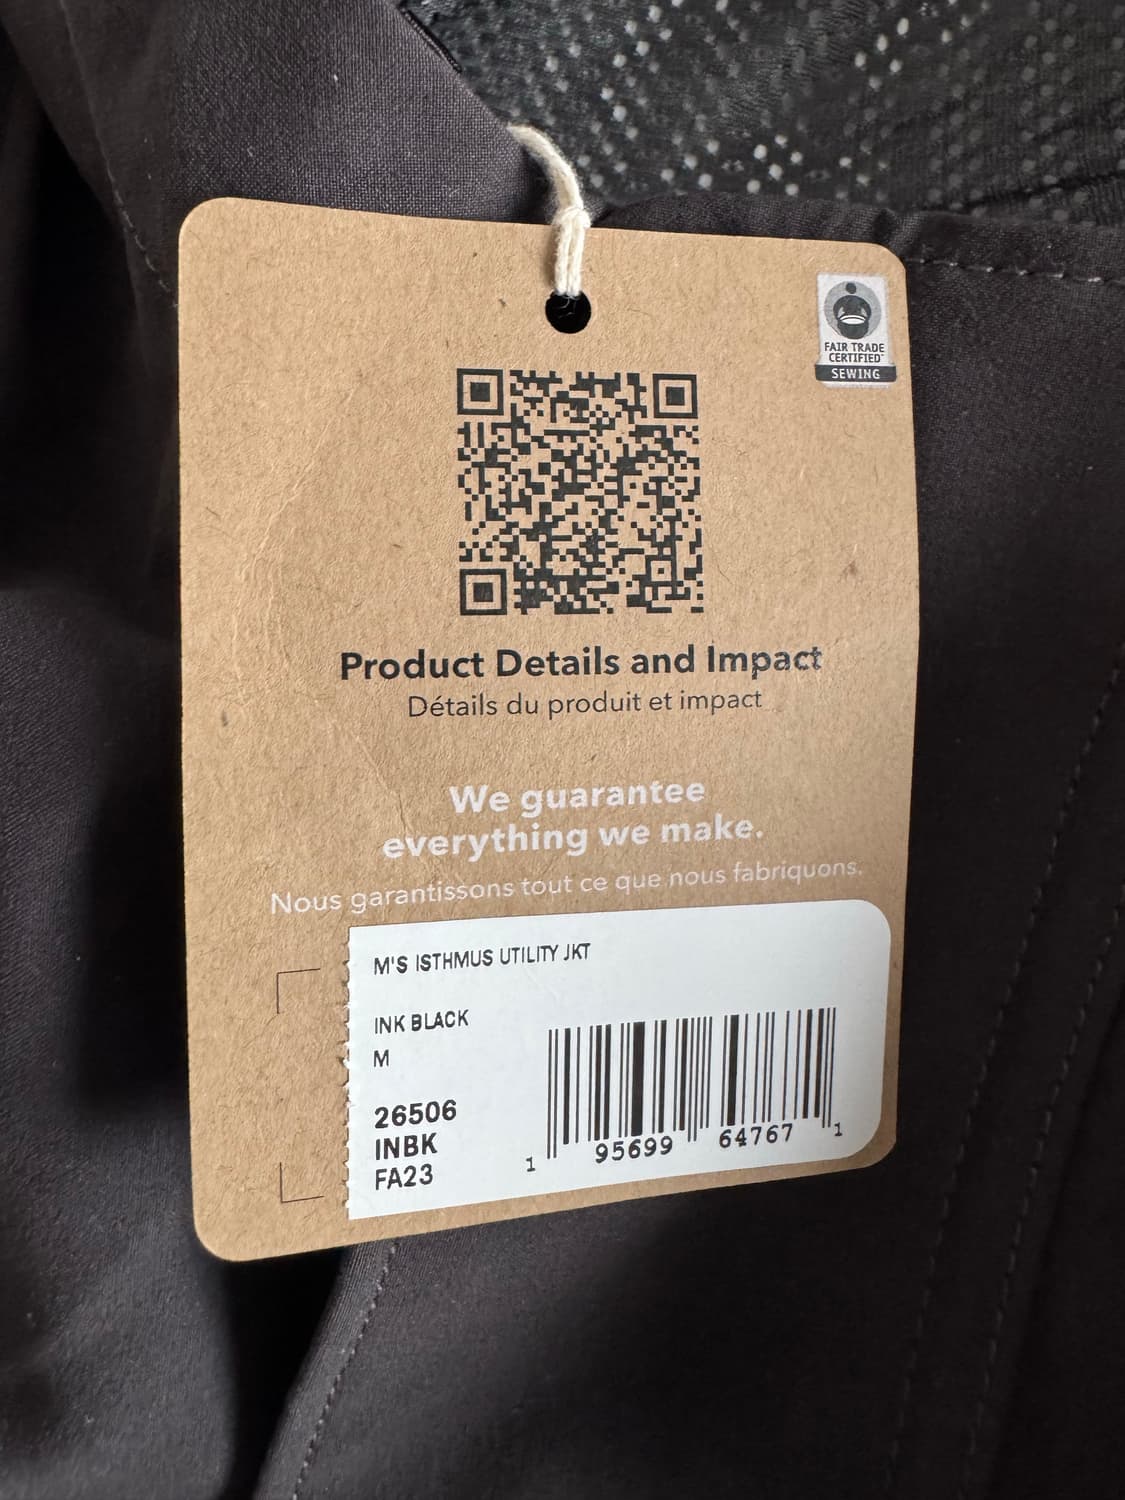 FAIR TRADE
CERTIFIED™
SEWING
Product Details and Impact
Détails du produit et impact
We guarantee
everything we make.
Nous garantissons tout ce que nous fabriquons.
M'S ISTHMUS UTILITY JKT
INK BLACK
M
26506
INBK
FA23
1 95699 64767 1